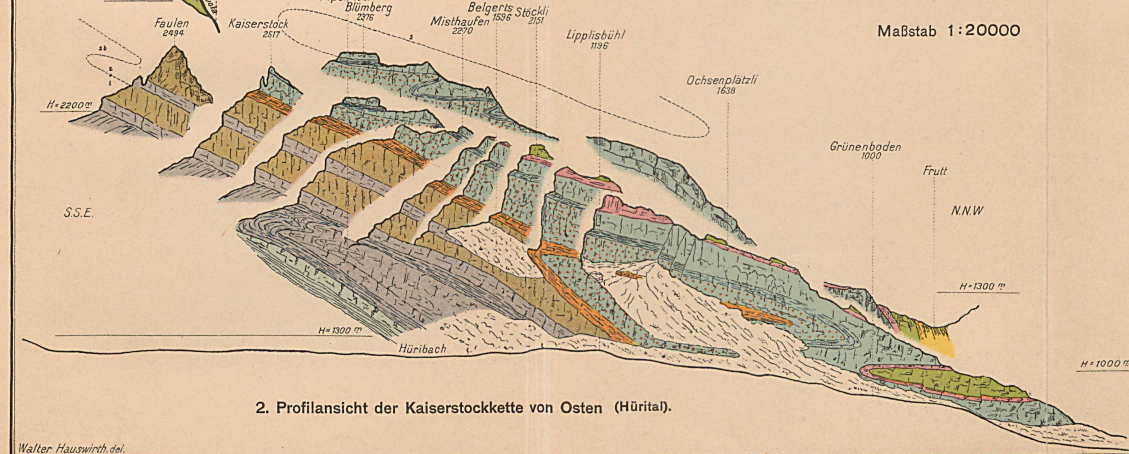 Blümberg
2376
Belgerts
1596
Stöckli
2151
Misthaufen
2270
Faulen
2494
Kaiserstock
2517
Lipplisbühl
1196
Maßstab 1:20000
Ochsenplätzli
1638
H=2200 m
Grünenboden
1000
Frutt
S.S.E.
N.N.W
H=1300 m
H=1300 m
Hüribach
H=1000 m
2. Profilansicht der Kaiserstockkette von Osten (Hürital).
Walter Hauswirth.del.